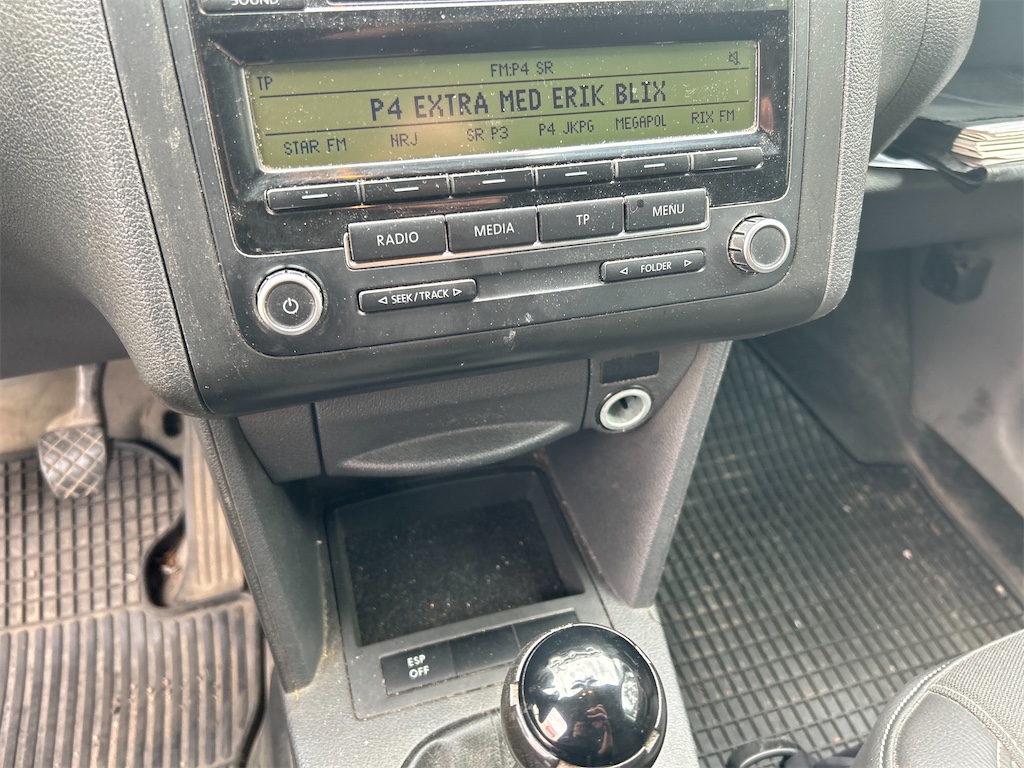 SOUND
TP FM:P4 SR
P4 EXTRA MED ERIK BLIX
STAR FM NRJ SR P3 P4 JKPG MEGAPOL RIX FM
RADIO MEDIA TP MENU
SEEK/TRACK FOLDER
ESP
OFF